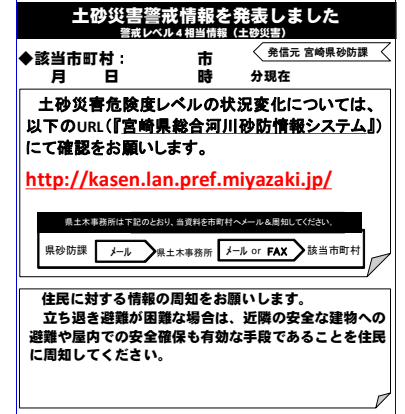 土砂災害警戒情報を発表しました
警戒レベル４相当情報（土砂災害）
発信元 宮崎県砂防課
◆該当市町村： 市
月 日 時 分現在
土砂災害危険度レベルの状況変化については、
以下のURL(『宮崎県総合河川砂防情報システム』)
にて確認をお願いします。
http://kasen.lan.pref.miyazaki.jp/
県土木事務所は下記のとおり、当資料を市町村へメール＆周知してください。
県砂防課 メール 県土木事務所 メール or FAX 該当市町村
住民に対する情報の周知をお願いします。
立ち退き避難が困難な場合は、近隣の安全な建物への
避難や屋内での安全確保も有効な手段であることを住民
に周知してください。